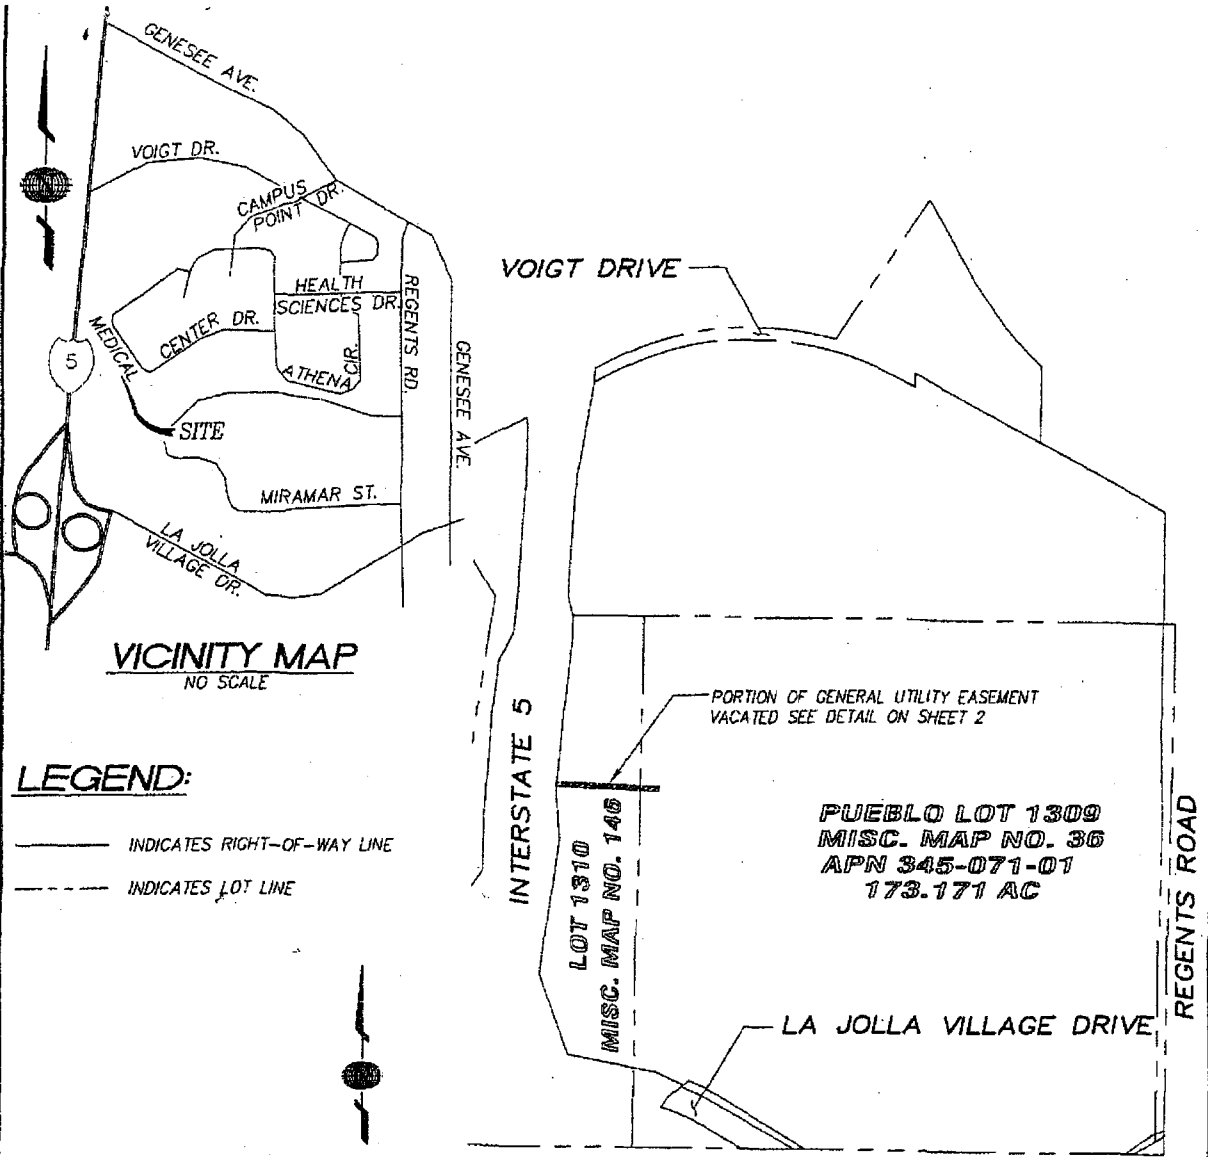 GENESEE AVE.
VOIGT DR.
CAMPUS
POINT DR.
HEALTH
SCIENCES DR.
REGENTS RD.
MEDICAL
CENTER DR.
ATHENA
CIR.
GENESEE AVE.
5
SITE
MIRAMAR ST.
LA JOLLA
VILLAGE DR.
VICINITY MAP
NO SCALE
LEGEND:
INDICATES RIGHT-OF-WAY LINE
INDICATES LOT LINE
VOIGT DRIVE
INTERSTATE 5
PORTION OF GENERAL UTILITY EASEMENT
VACATED SEE DETAIL ON SHEET 2
LOT 1310
MISC. MAP NO. 146
PUEBLO LOT 1309
MISC. MAP NO. 36
APN 345-071-01
173.171 AC
REGENTS ROAD
LA JOLLA VILLAGE DRIVE